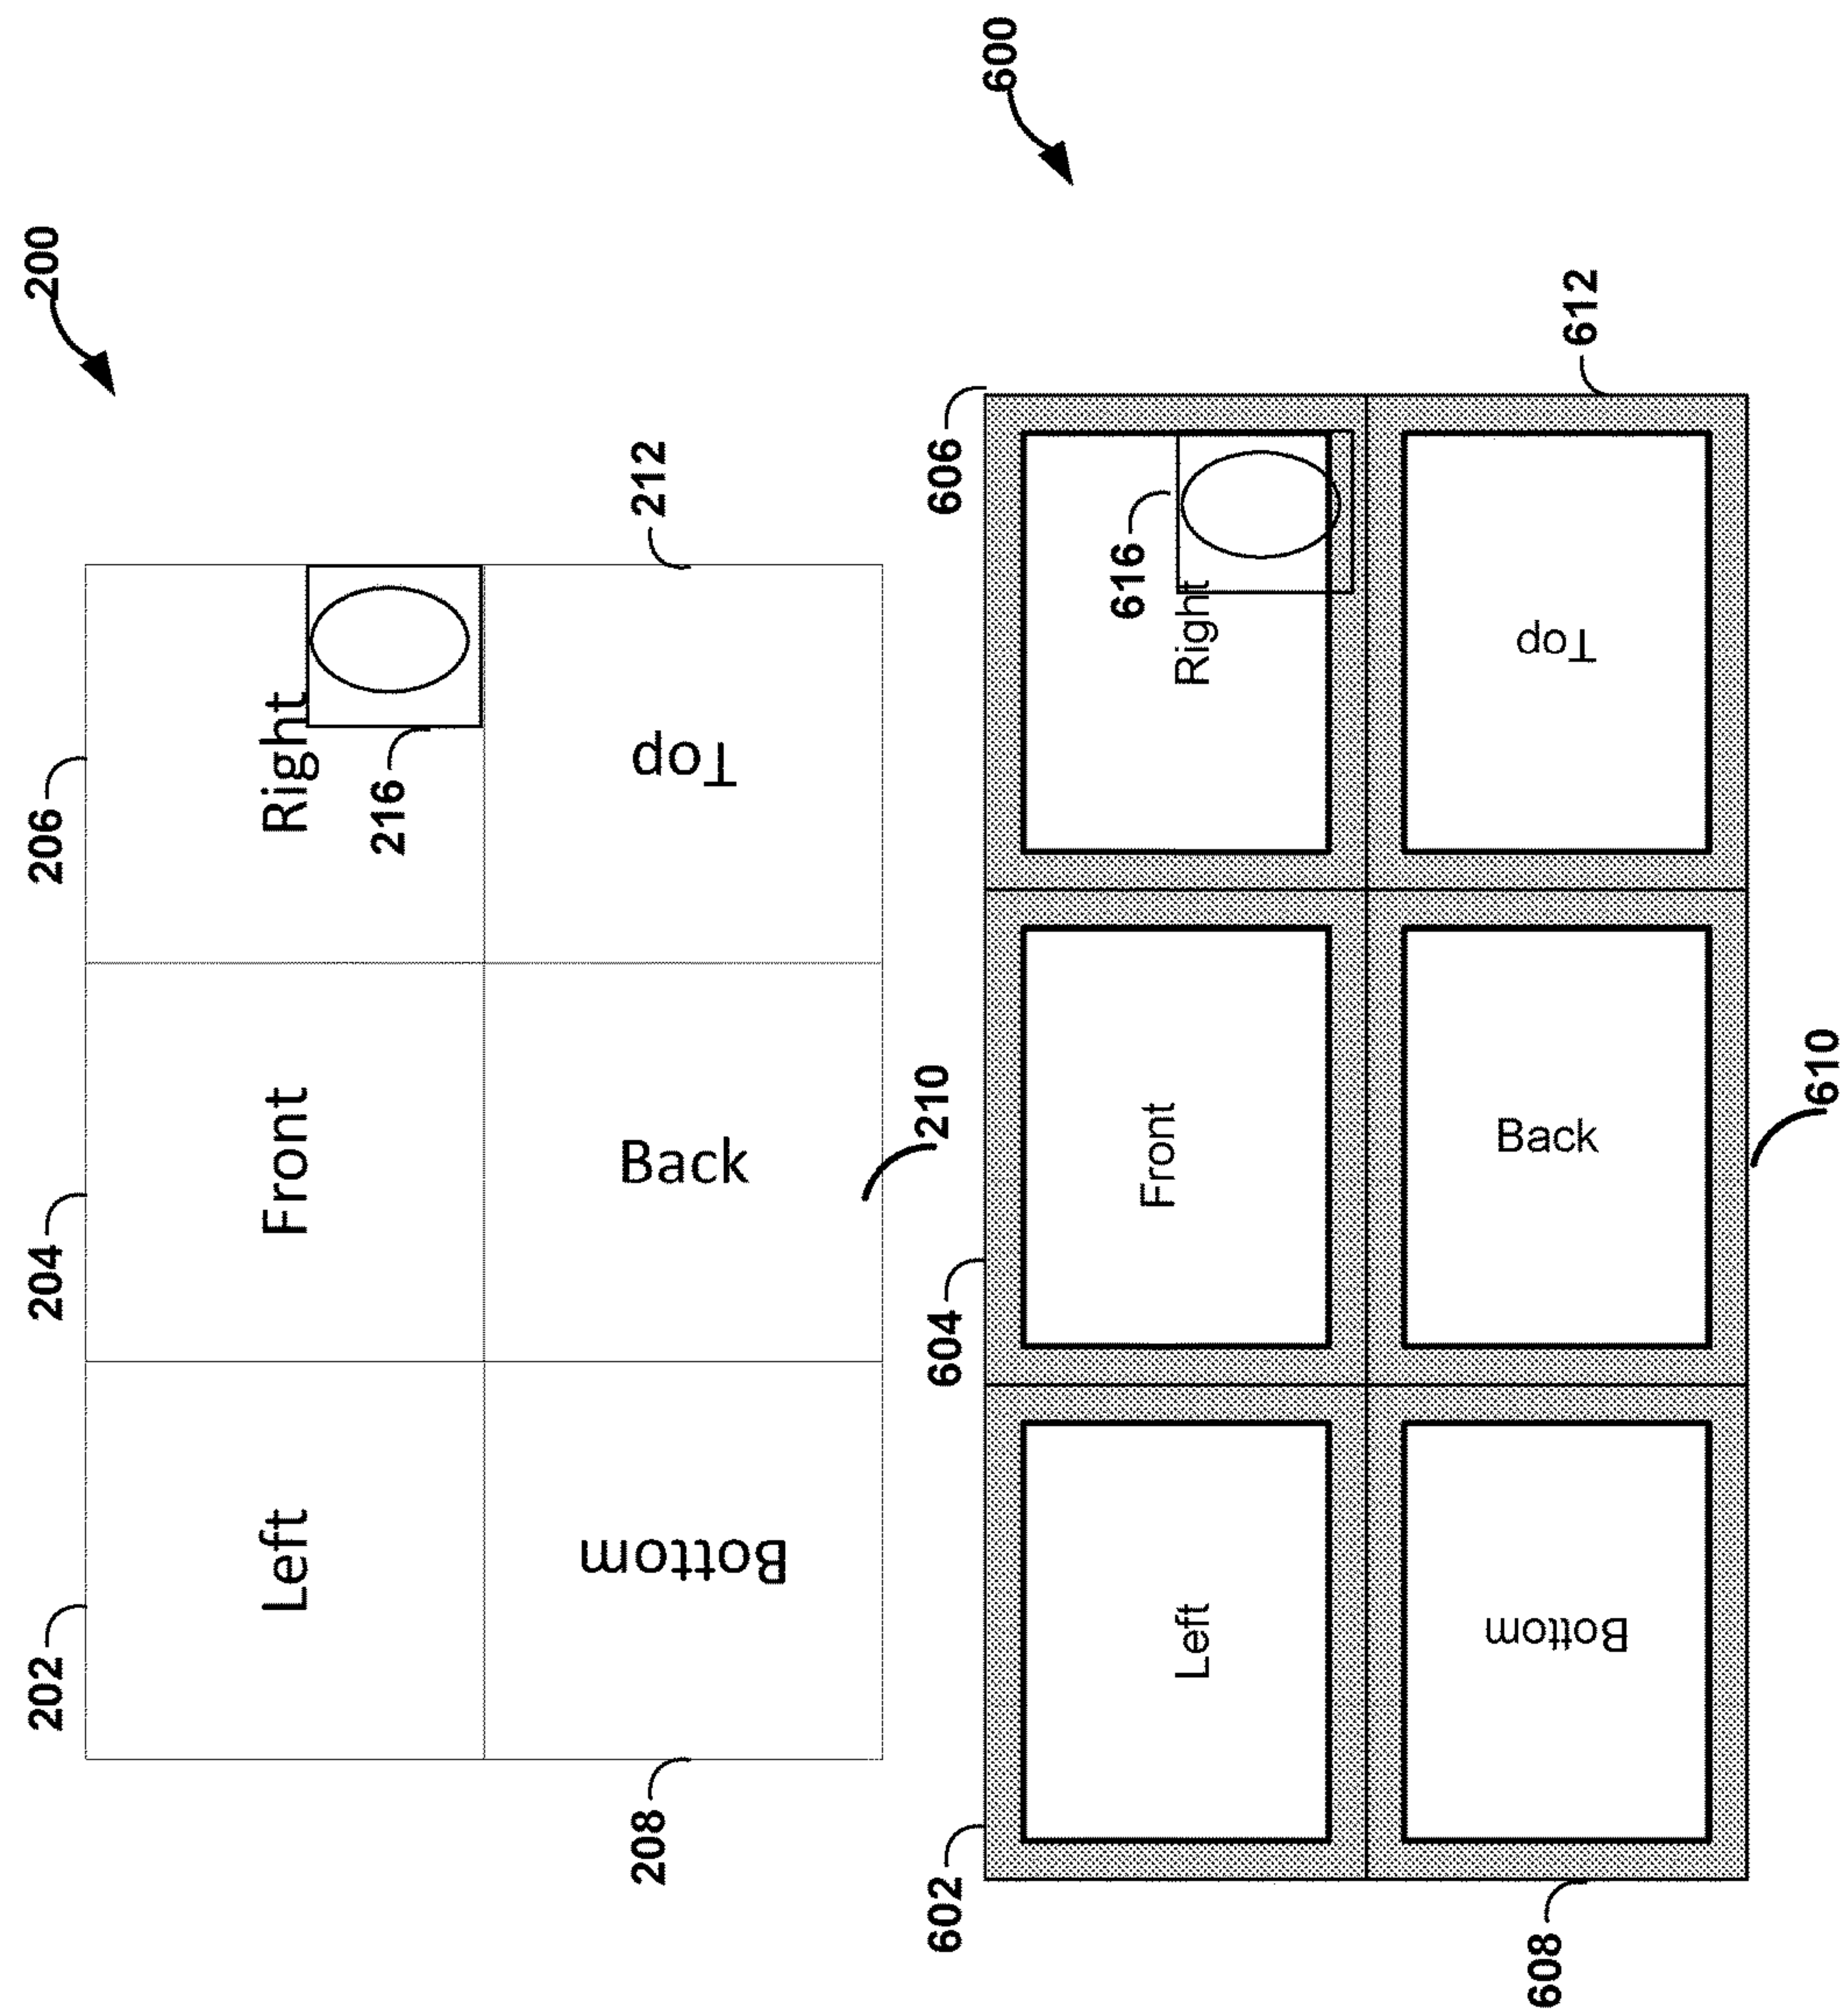 200
202
204
206
Left
Front
Right
216
Bottom
Back
Top
208
210
212
600
602
604
606
Left
Front
Right
616
Bottom
Back
Top
608
610
612